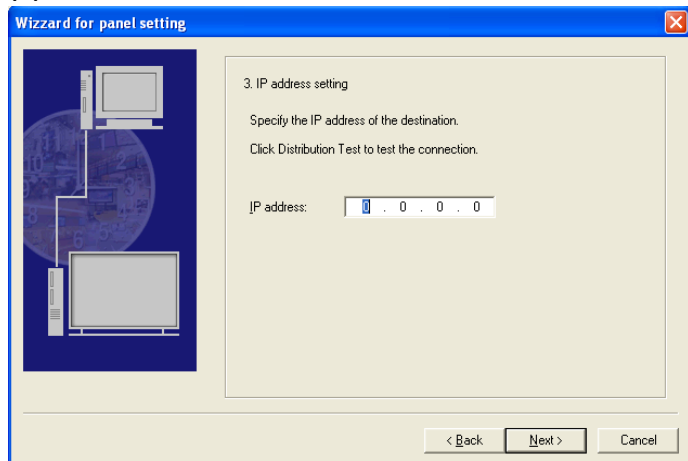 Wizzard for panel setting
3. IP address setting
Specify the IP address of the destination.
Click Distribution Test to test the connection.
IP address: 0 . 0 . 0 . 0
< Back Next > Cancel